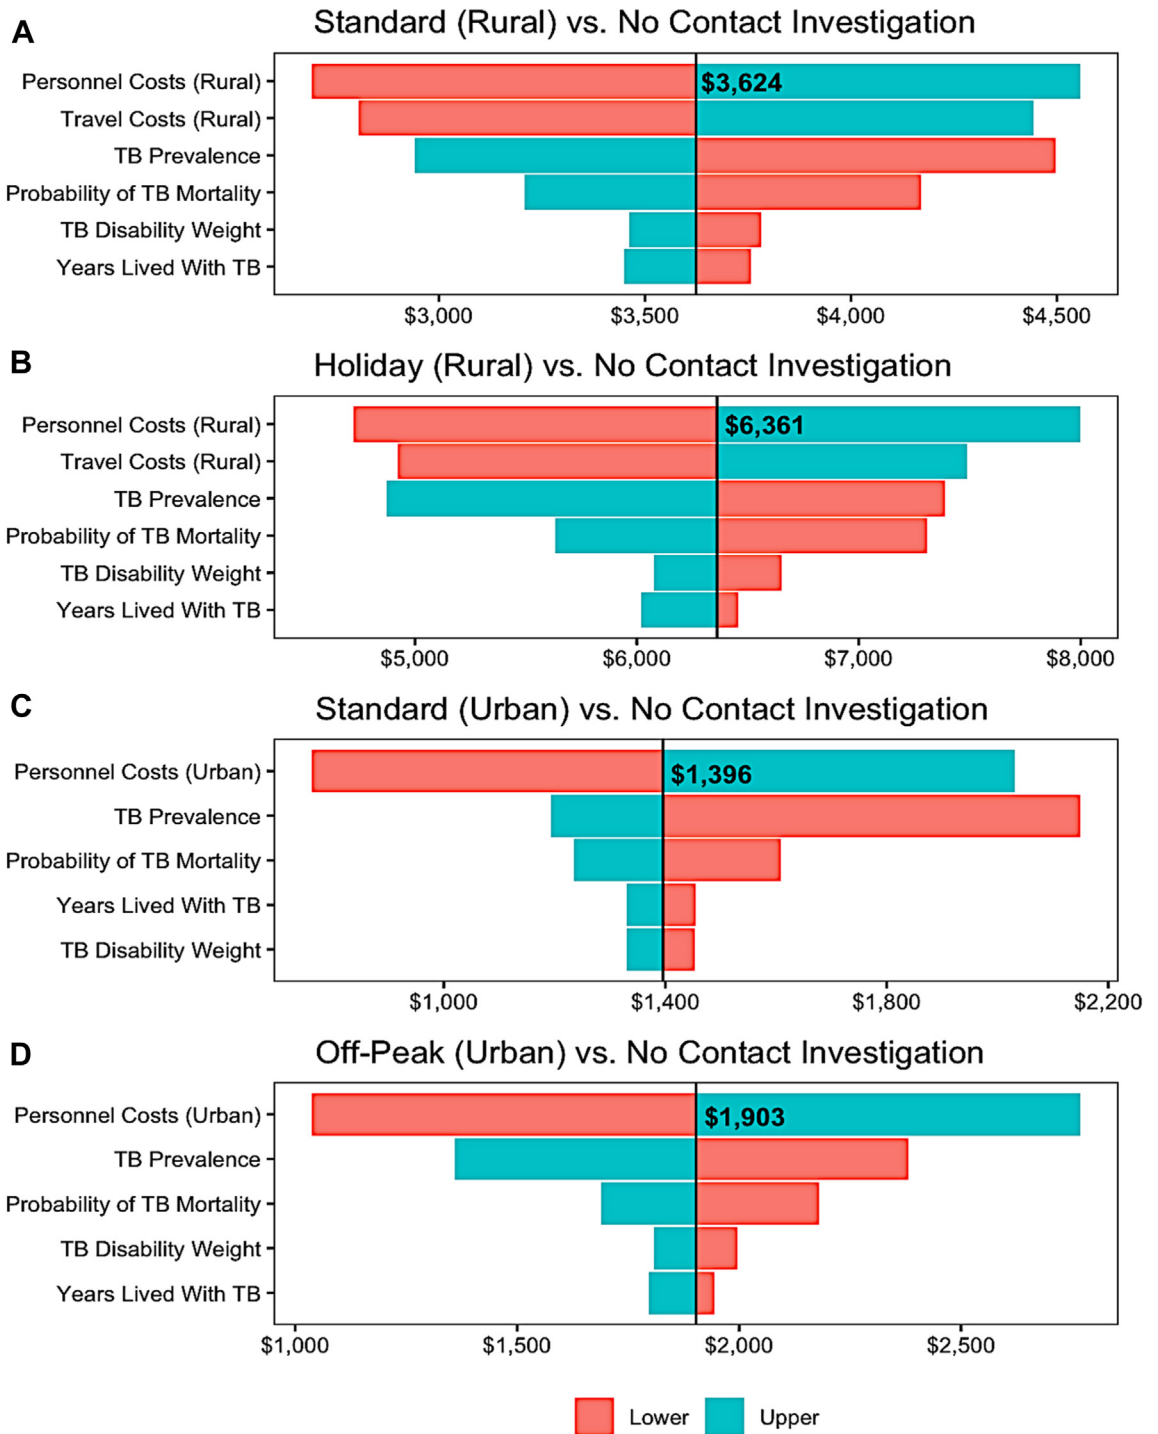 A
Standard (Rural) vs. No Contact Investigation
Personnel Costs (Rural)
$3,624
Travel Costs (Rural)
TB Prevalence
Probability of TB Mortality
TB Disability Weight
Years Lived With TB
$3,000 $3,500 $4,000 $4,500
B
Holiday (Rural) vs. No Contact Investigation
Personnel Costs (Rural)
$6,361
Travel Costs (Rural)
TB Prevalence
Probability of TB Mortality
TB Disability Weight
Years Lived With TB
$5,000 $6,000 $7,000 $8,000
C
Standard (Urban) vs. No Contact Investigation
Personnel Costs (Urban)
$1,396
TB Prevalence
Probability of TB Mortality
Years Lived With TB
TB Disability Weight
$1,000 $1,400 $1,800 $2,200
D
Off-Peak (Urban) vs. No Contact Investigation
Personnel Costs (Urban)
$1,903
TB Prevalence
Probability of TB Mortality
TB Disability Weight
Years Lived With TB
$1,000 $1,500 $2,000 $2,500
Lower Upper